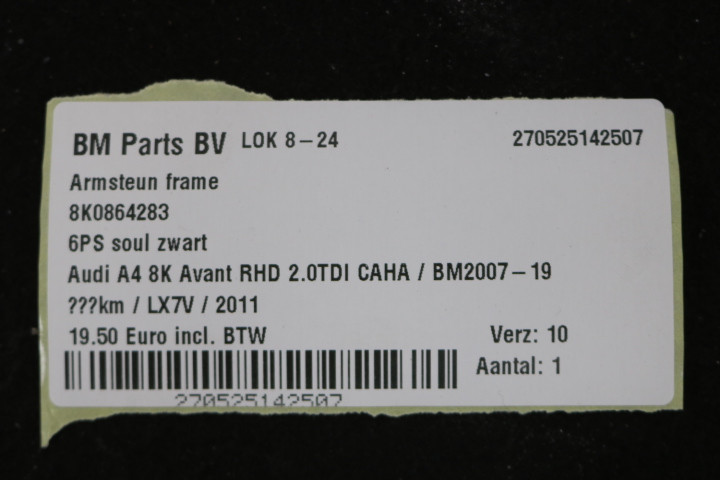 BM Parts BV LOK 8-24 270525142507
Armsteun frame
8K0864283
6PS soul zwart
Audi A4 8K Avant RHD 2.0TDI CAHA / BM2007-19
???km / LX7V / 2011
19.50 Euro incl. BTW Verz: 10
Aantal: 1
270525142507